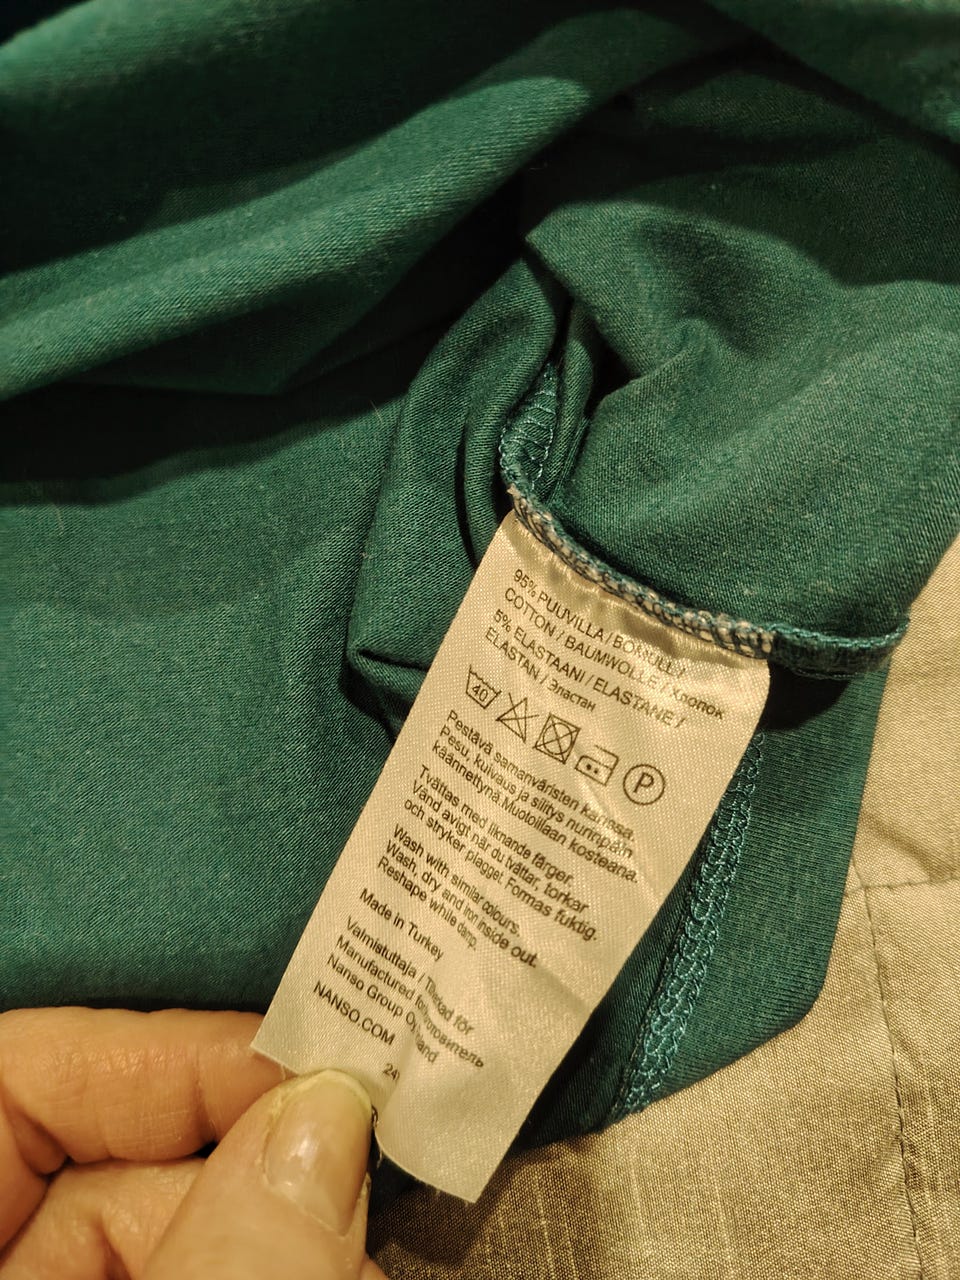 95% PUUVILLA / BOMULL /
COTTON / BAUMWOLLE / Хлопок
5% ELASTAANI / ELASTANE /
ELASTAN / Эластан
40
P
Pestävä samanväristen kanssa.
Pesu, kuivaus ja silitys nurinpäin
käännettynä. Muotoillaan kosteana.
Tvättas med liknande färger.
Vänd avigt när du tvättar, torkar
och stryker plagget. Formas fuktig.
Wash with similar colours.
Wash, dry and iron inside out.
Reshape while damp.
Made in Turkey
Valmistuttaja / Tillverkad för
Manufactured for
Nanso Group Oy
NANSO.COM